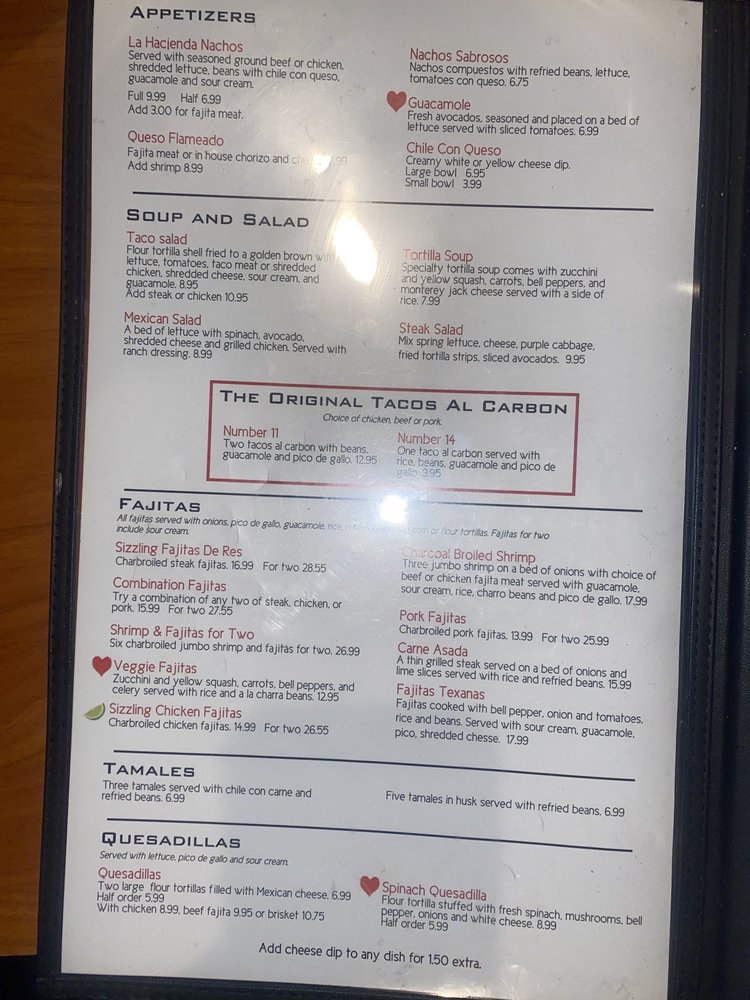 APPETIZERS
La Hacienda Nachos
Served with seasoned ground beef or chicken,
shredded lettuce, beans with chile con queso,
guacamole and sour cream.
Full 9.99 Half 6.99
Add 3.00 for fajita meat.
Queso Flameado
Fajita meat or in house chorizo and
Add shrimp 8.99
Nachos Sabrosos
Nachos compuestos with refried beans, lettuce,
tomatoes con queso. 6.75
Guacamole
Fresh avocados, seasoned and placed on a bed of
lettuce served with sliced tomatoes. 6.99
Chile Con Queso
Creamy white or yellow cheese dip.
Large bowl 6.95
Small bowl 3.99
SOUP AND SALAD
Taco salad
Flour tortilla shell fried to a golden brown with
lettuce, tomatoes, taco meat or shredded
chicken, shredded cheese, sour cream, and
guacamole. 8.95
Add steak or chicken 10.95
Mexican Salad
A bed of lettuce with spinach, avocado,
shredded cheese and grilled chicken. Served with
ranch dressing. 8.99
Tortilla Soup
Specialty tortilla soup comes with zucchini
and yellow squash, carrots, bell peppers, and
monterey jack cheese served with a side of
rice. 7.99
Steak Salad
Mix spring lettuce, cheese, purple cabbage,
fried tortilla strips, sliced avocados. 9.95
THE ORIGINAL TACOS AL CARBON
Choice of chicken, beef or pork.
Number 11
Two tacos al carbon with beans,
guacamole and pico de gallo. 12.95
Number 14
One taco al carbon served with
rice, beans, guacamole and pico de
gallo. 9.95
FAJITAS
All fajitas served with onions, pico de gallo, guacamole, rice, corn or flour tortillas. Fajitas for two
include sour cream.
Sizzling Fajitas De Res
Charbroiled steak fajitas. 16.99 For two 28.55
Combination Fajitas
Try a combination of any two of steak, chicken, or
pork. 15.99 For two 27.55
Shrimp & Fajitas for Two
Six charbroiled jumbo shrimp and fajitas for two. 26.99
Veggie Fajitas
Zucchini and yellow squash, carrots, bell peppers, and
celery served with rice and a la charra beans. 12.95
Sizzling Chicken Fajitas
Charbroiled chicken fajitas. 14.99 For two 26.55
Charcoal Broiled Shrimp
Three jumbo shrimp on a bed of onions with choice of
beef or chicken fajita meat served with guacamole,
sour cream, rice, charro beans and pico de gallo. 17.99
Pork Fajitas
Charbroiled pork fajitas. 13.99 For two 25.99
Carne Asada
A thin grilled steak served on a bed of onions and
lime slices served with rice and refried beans. 15.99
Fajitas Texanas
Fajitas cooked with bell pepper, onion and tomatoes,
rice and beans. Served with sour cream, guacamole,
pico, shredded chesse. 17.99
TAMALES
Three tamales served with chile con carne and
refried beans. 6.99
Five tamales in husk served with refried beans. 6.99
QUESADILLAS
Served with lettuce, pico de gallo and sour cream.
Quesadillas
Two large flour tortillas filled with Mexican cheese. 6.99
Half order 5.99
With chicken 8.99, beef fajita 9.95 or brisket 10.75
Spinach Quesadilla
Flour tortilla stuffed with fresh spinach, mushrooms, bell
pepper, onions and white cheese. 8.99
Half order 5.99
Add cheese dip to any dish for 1.50 extra.